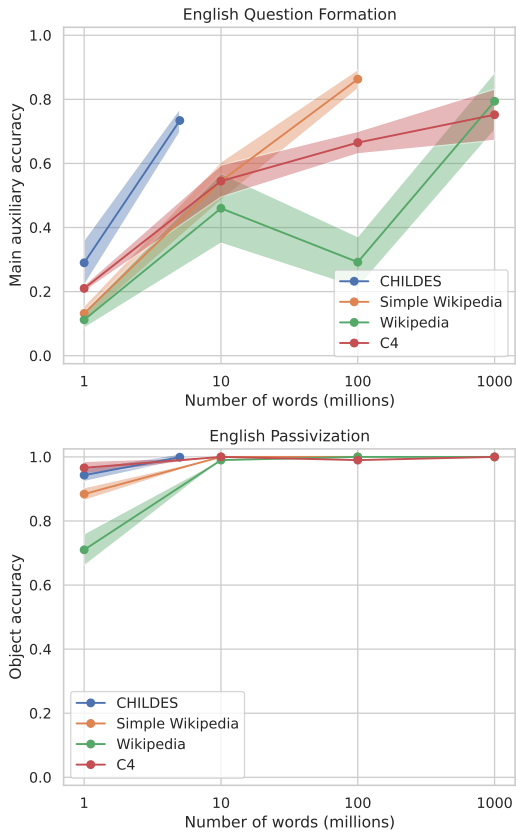 English Question Formation
Main auxiliary accuracy
1.0
0.8
0.6
0.4
0.2
0.0
CHILDES
Simple Wikipedia
Wikipedia
C4
1 10 100 1000
Number of words (millions)
English Passivization
Object accuracy
1.0
0.8
0.6
0.4
0.2
0.0
CHILDES
Simple Wikipedia
Wikipedia
C4
1 10 100 1000
Number of words (millions)